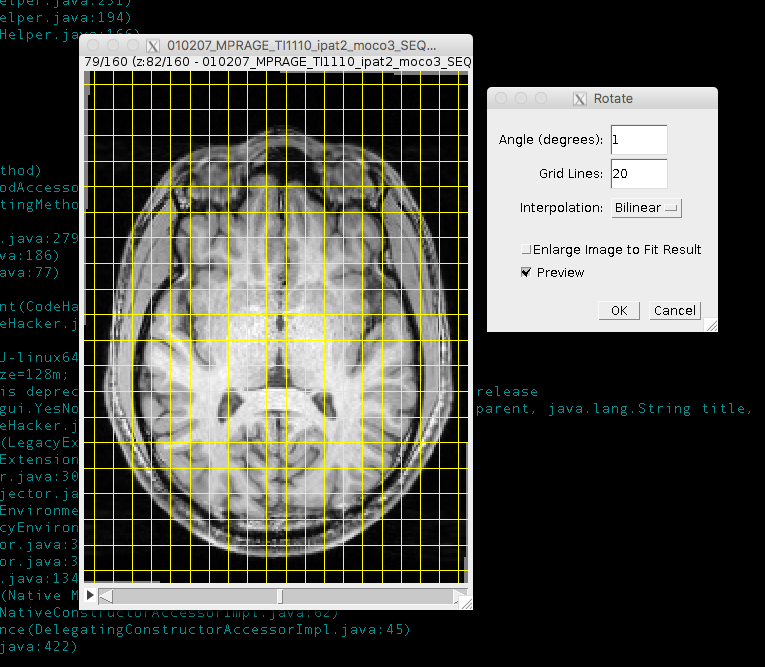 Helper.java:231)
elper.java:194)
Helper.java:166)
010207_MPRAGE_TI1110_ipat2_moco3_SEQ...
79/160 (z:82/160 - 010207_MPRAGE_TI1110_ipat2_moco3_SEQ
Rotate
Angle (degrees): 1
Grid Lines: 20
Interpolation: Bilinear
Enlarge Image to Fit Result
Preview
OK Cancel
thod)
odAccesso
tingMetho
.java:279
va:186)
ava:77)
nt(CodeHa
eHacker.j
J-linux64
ze=128m;
is deprec
release
gui.YesNo
parent, java.lang.String title,
eHacker.j
(LegacyEx
Extension
r.java:30
jector.ja
Environme
cyEnviron
or.java:3
or.java:3
.java:134
(Native M
NativeConstructorAccessorImpl.java:62)
nce(DelegatingConstructorAccessorImpl.java:45)
java:422)